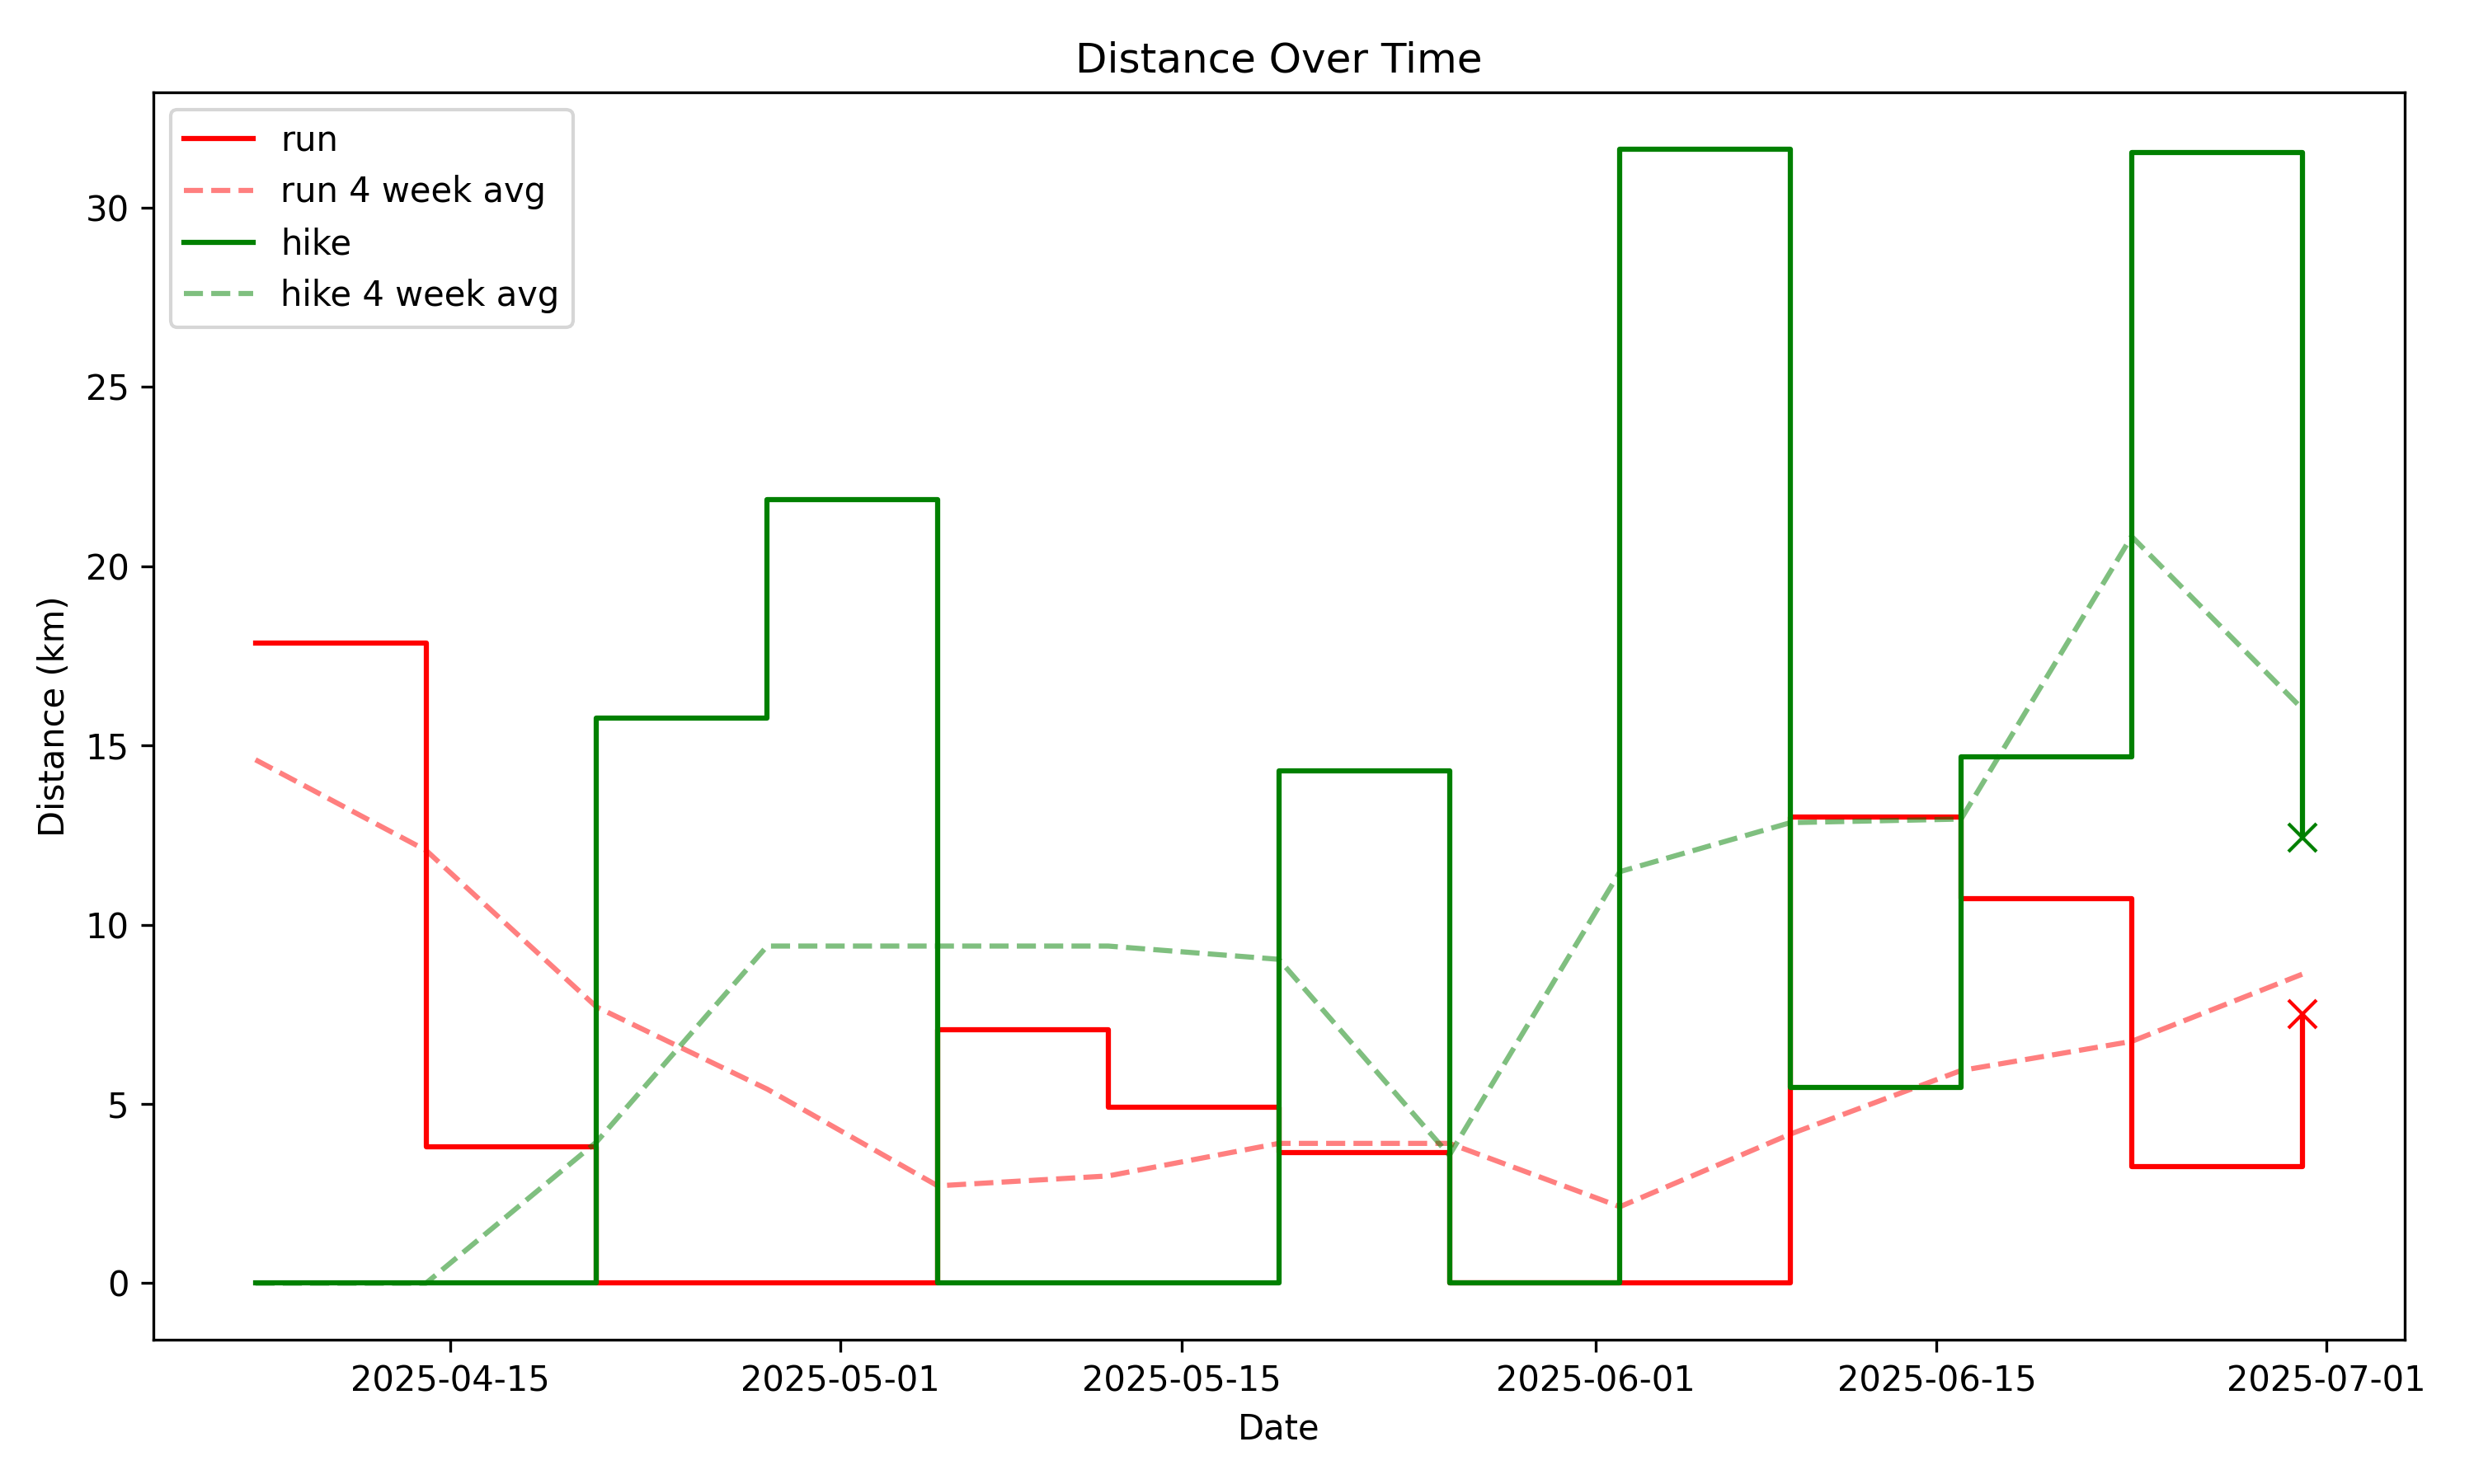 Distance Over Time
run
run 4 week avg
hike
hike 4 week avg
Distance (km)
30
25
20
15
10
5
0
2025-04-15
2025-05-01
2025-05-15
2025-06-01
2025-06-15
2025-07-01
Date